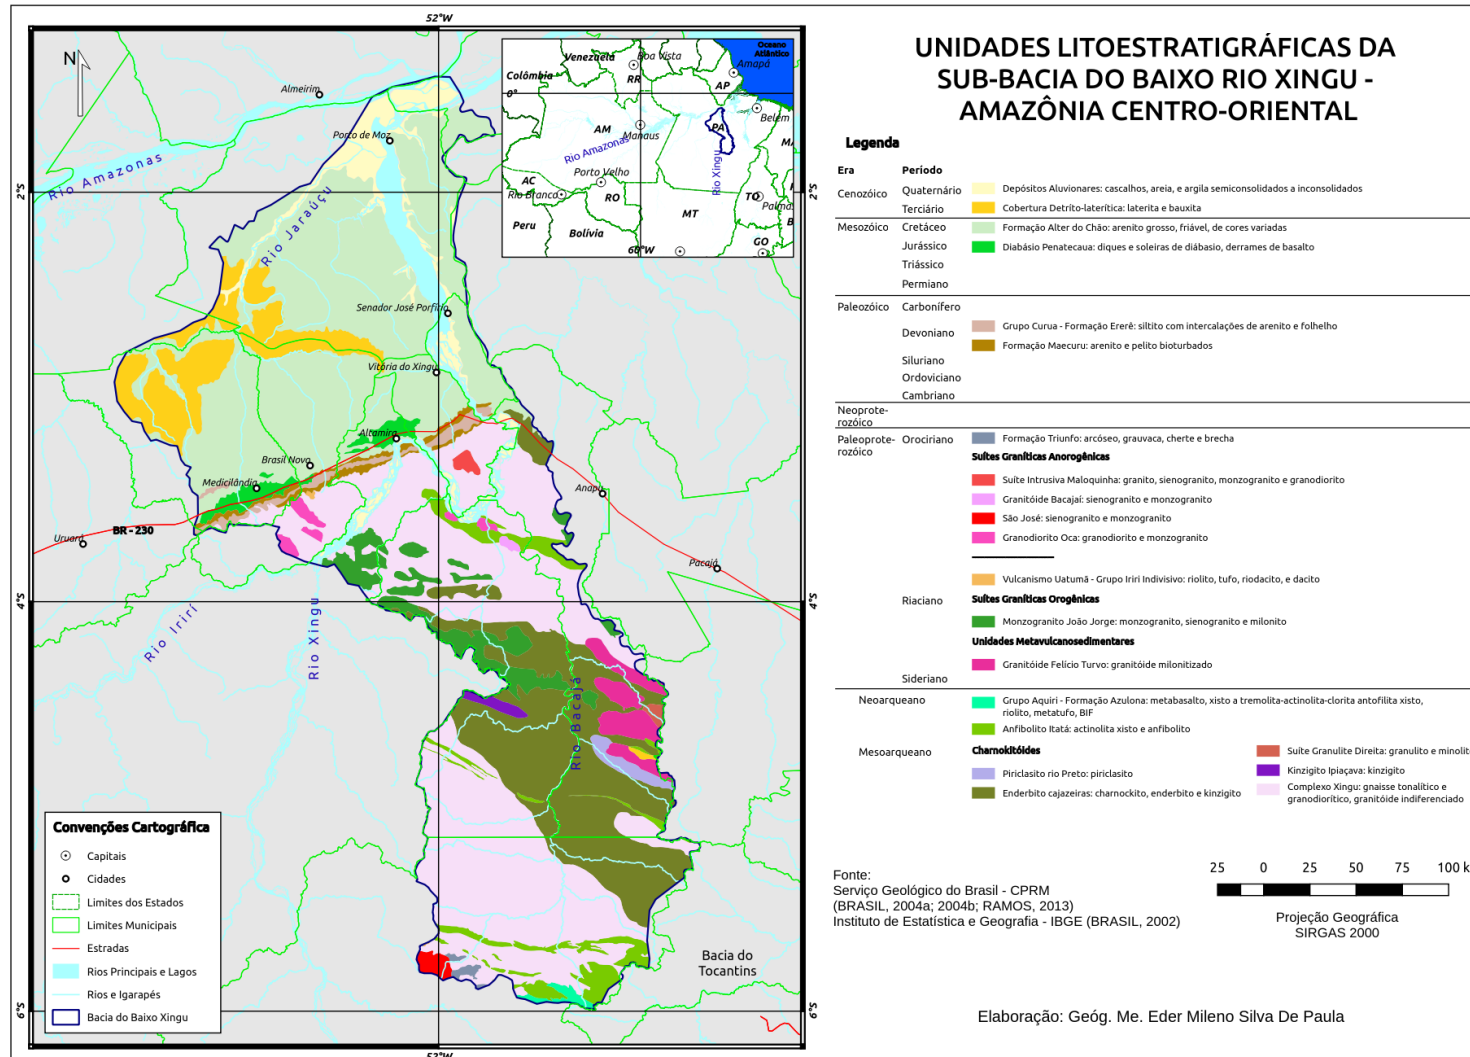 UNIDADES LITOESTRATIGRÁFICAS DA
SUB-BACIA DO BAIXO RIO XINGU -
AMAZÔNIA CENTRO-ORIENTAL
52°W
N
Almeirim
Porto de Moz
Rio Amazonas
Rio Jaraúçu
2°S
2°S
Senador José Porfírio
Vitória do Xingu
Altamira
Brasil Novo
Medicilândia
Anapu
BR - 230
Uruará
Pacajá
4°S
4°S
Rio Irirí
Rio Xingu
Rio Bacajá
Bacia do
Tocantins
6°S
6°S
52°W
Oceano
Atlântico
Venezuela
Boa Vista
Colômbia
RR
Amapá
AP
0°
Belém
AM
Manaus
PA
Rio Amazonas
Porto Velho
Rio Xingu
AC
Rio Branco
RO
TO
Palmas
MT
Peru
Bolívia
60°W
GO
Convenções Cartográfica
Capitais
Cidades
Limites dos Estados
Limites Municipais
Estradas
Rios Principais e Lagos
Rios e Igarapés
Bacia do Baixo Xingu
Legenda
Era Período
Cenozóico Quaternário Depósitos Aluvionares: cascalhos, areia, e argila semiconsolidados a inconsolidados
Terciário Cobertura Detríto-laterítica: laterita e bauxita
Mesozóico Cretáceo Formação Alter do Chão: arenito grosso, friável, de cores variadas
Jurássico Diabásio Penatecaua: diques e soleiras de diábasio, derrames de basalto
Triássico
Permiano
Paleozóico Carbonífero
Devoniano Grupo Curua - Formação Ererê: siltito com intercalações de arenito e folhelho
Formação Maecuru: arenito e pelito bioturbados
Siluriano
Ordoviciano
Cambriano
Neoprote-
rozóico
Paleoprote- Orociriano Formação Triunfo: arcóseo, grauvaca, cherte e brecha
rozóico
Suítes Graníticas Anorogênicas
Suíte Intrusiva Maloquinha: granito, sienogranito, monzogranito e granodiorito
Granitóide Bacajaí: sienogranito e monzogranito
São José: sienogranito e monzogranito
Granodiorito Oca: granodiorito e monzogranito
Vulcanismo Uatumã - Grupo Iriri Indivisivo: riolito, tufo, riodacito, e dacito
Riaciano Suítes Graníticas Orogênicas
Monzogranito João Jorge: monzogranito, sienogranito e milonito
Unidades Metavulcanosedimentares
Granitóide Felício Turvo: granitóide milonitizado
Sideriano
Neoarqueano Grupo Aquiri - Formação Azulona: metabasalto, xisto a tremolita-actinolita-clorita antofilita xisto,
riolito, metatufo, BIF
Anfibolito Itatá: actinolita xisto e anfibolito
Mesoarqueano Charnokitóides
Suíte Granulite Direita: granulito e minolit
Piriclasito rio Preto: piriclasito
Kinzigito Ipiaçava: kinzigito
Enderbito cajazeiras: charnockito, enderbito e kinzigito
Complexo Xingu: gnaisse tonalítico e
granodiorítico, granitóide indiferenciado
Fonte:
Serviço Geológico do Brasil - CPRM
(BRASIL, 2004a; 2004b; RAMOS, 2013)
Instituto de Estatística e Geografia - IBGE (BRASIL, 2002)
25 0 25 50 75 100 k
Projeção Geográfica
SIRGAS 2000
Elaboração: Geóg. Me. Eder Mileno Silva De Paula